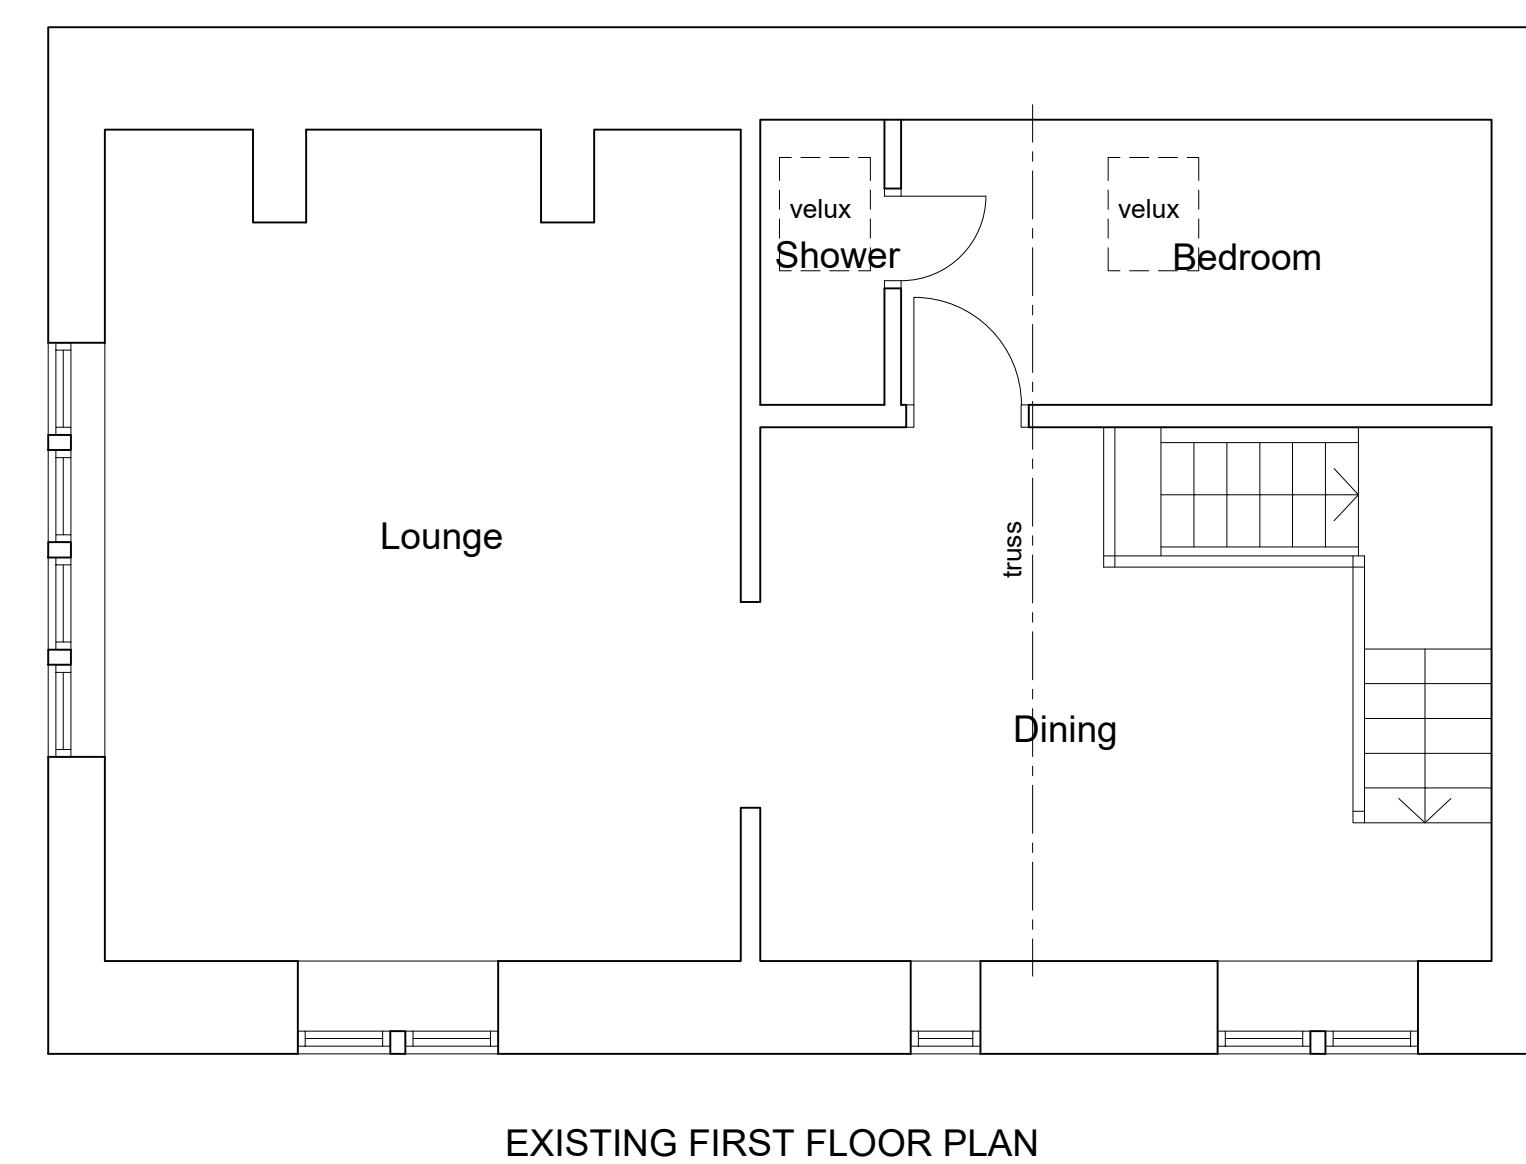 velux
velux
Shower
Bedroom
Lounge
truss
Dining
EXISTING FIRST FLOOR PLAN